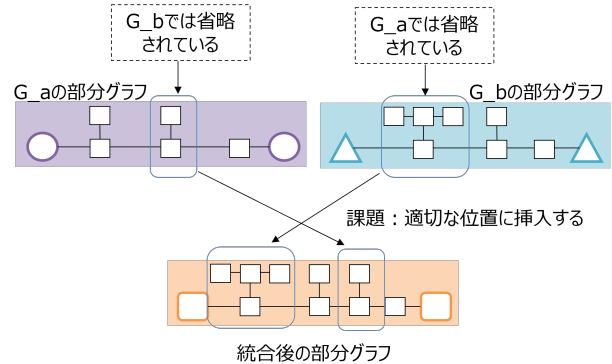 G_bでは省略
されている
G_aでは省略
されている
G_aの部分グラフ
G_bの部分グラフ
課題：適切な位置に挿入する
統合後の部分グラフ